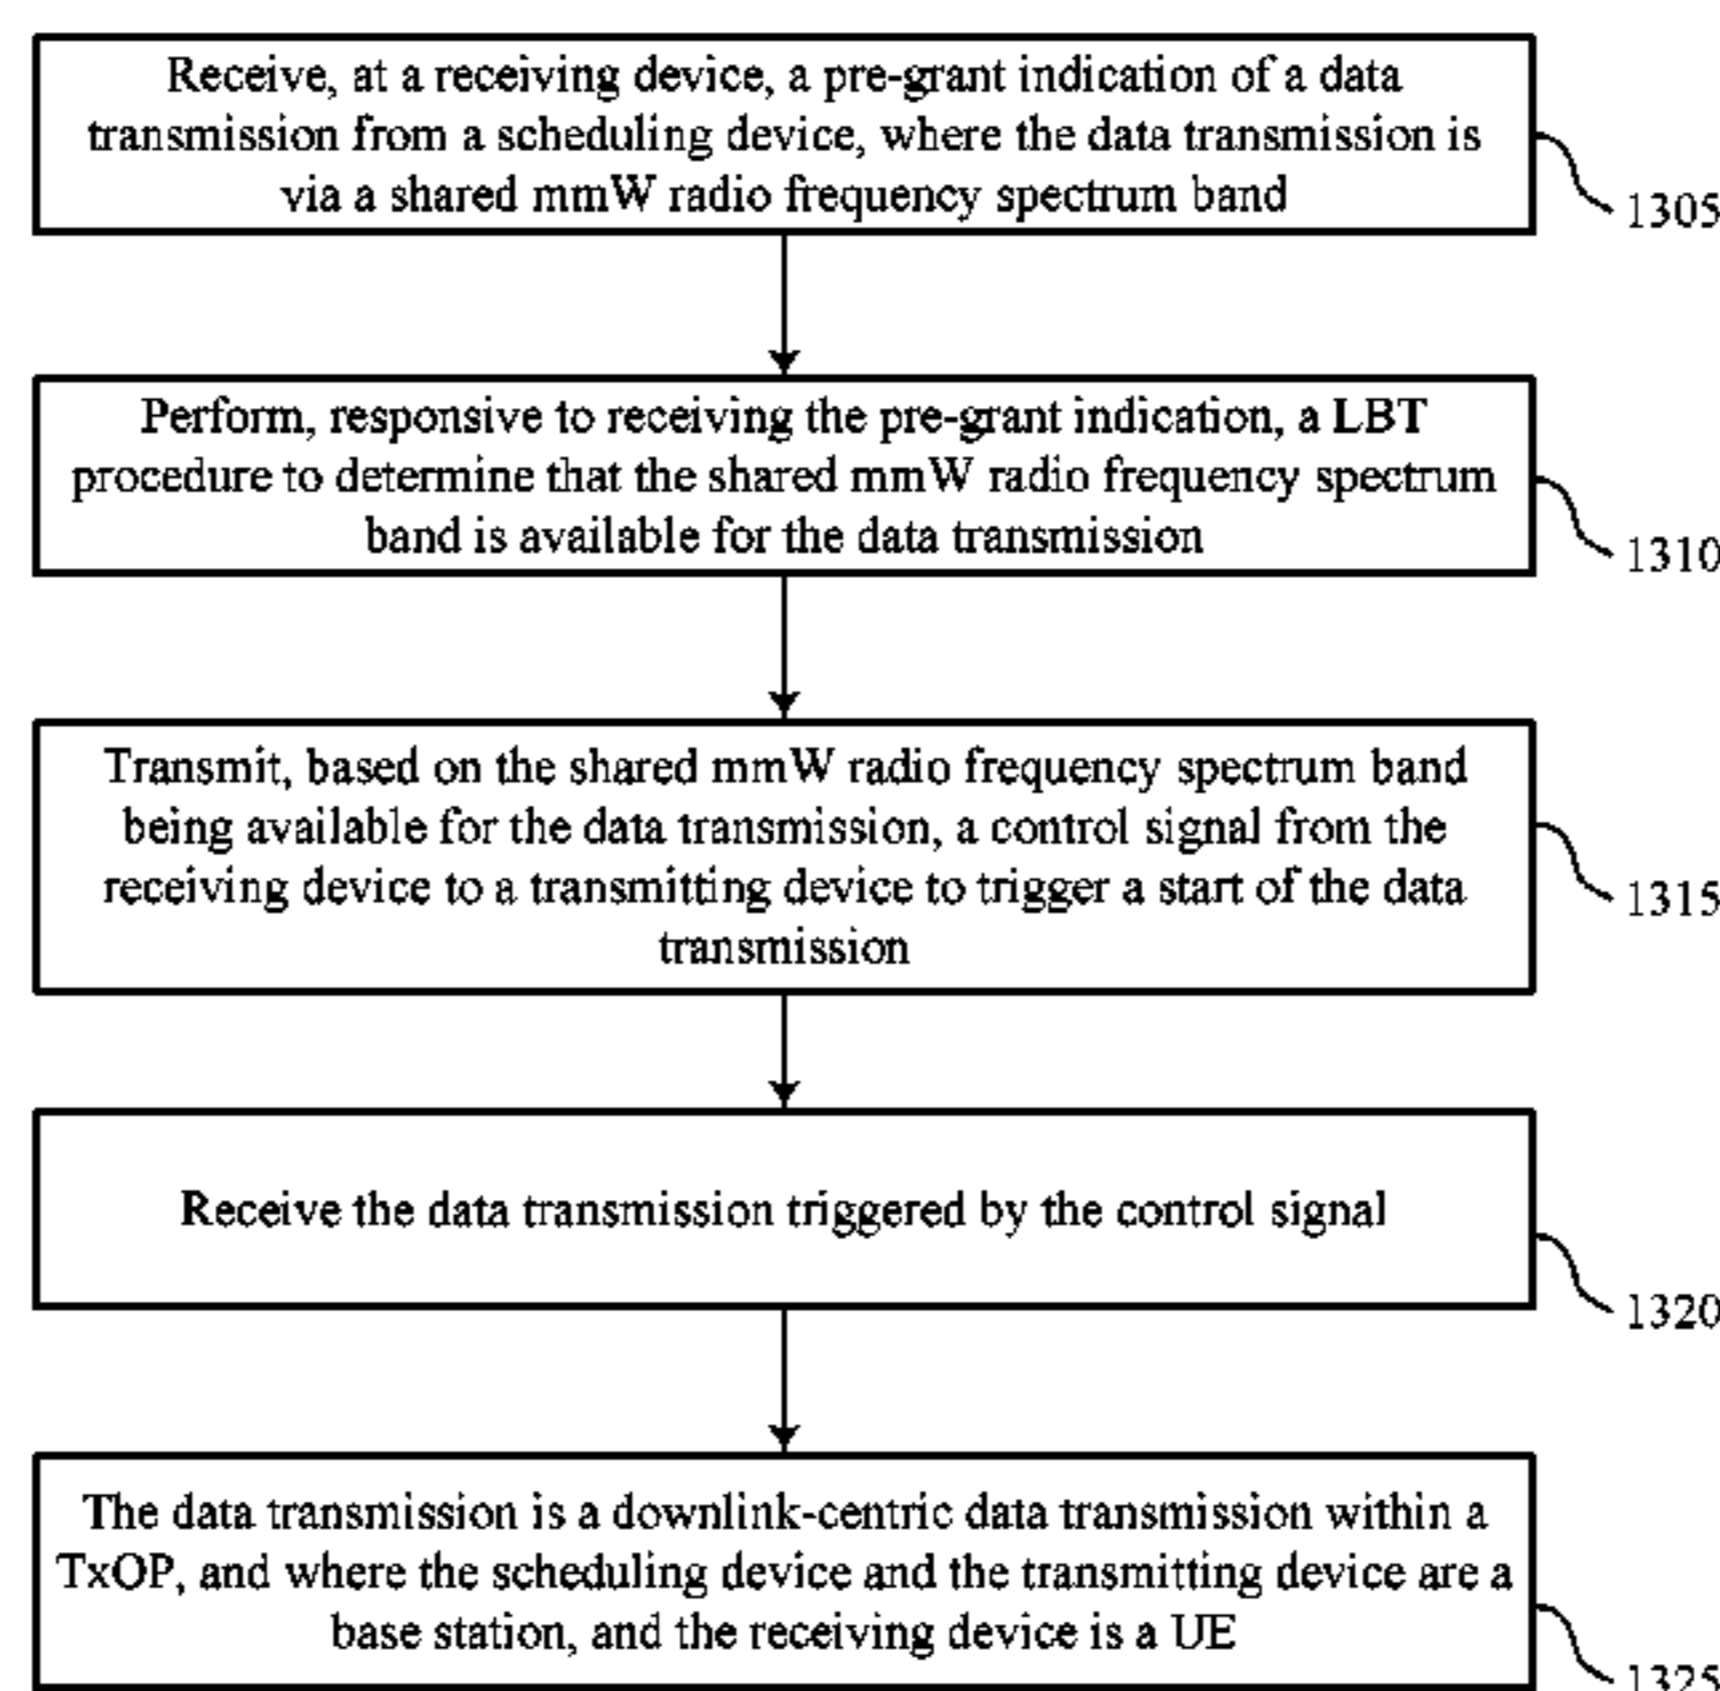 Receive, at a receiving device, a pre-grant indication of a data
transmission from a scheduling device, where the data transmission is
via a shared mmW radio frequency spectrum band
1305
Perform, responsive to receiving the pre-grant indication, a LBT
procedure to determine that the shared mmW radio frequency spectrum
band is available for the data transmission
1310
Transmit, based on the shared mmW radio frequency spectrum band
being available for the data transmission, a control signal from the
receiving device to a transmitting device to trigger a start of the data
transmission
1315
Receive the data transmission triggered by the control signal
1320
The data transmission is a downlink-centric data transmission within a
TxOP, and where the scheduling device and the transmitting device are a
base station, and the receiving device is a UE
1325